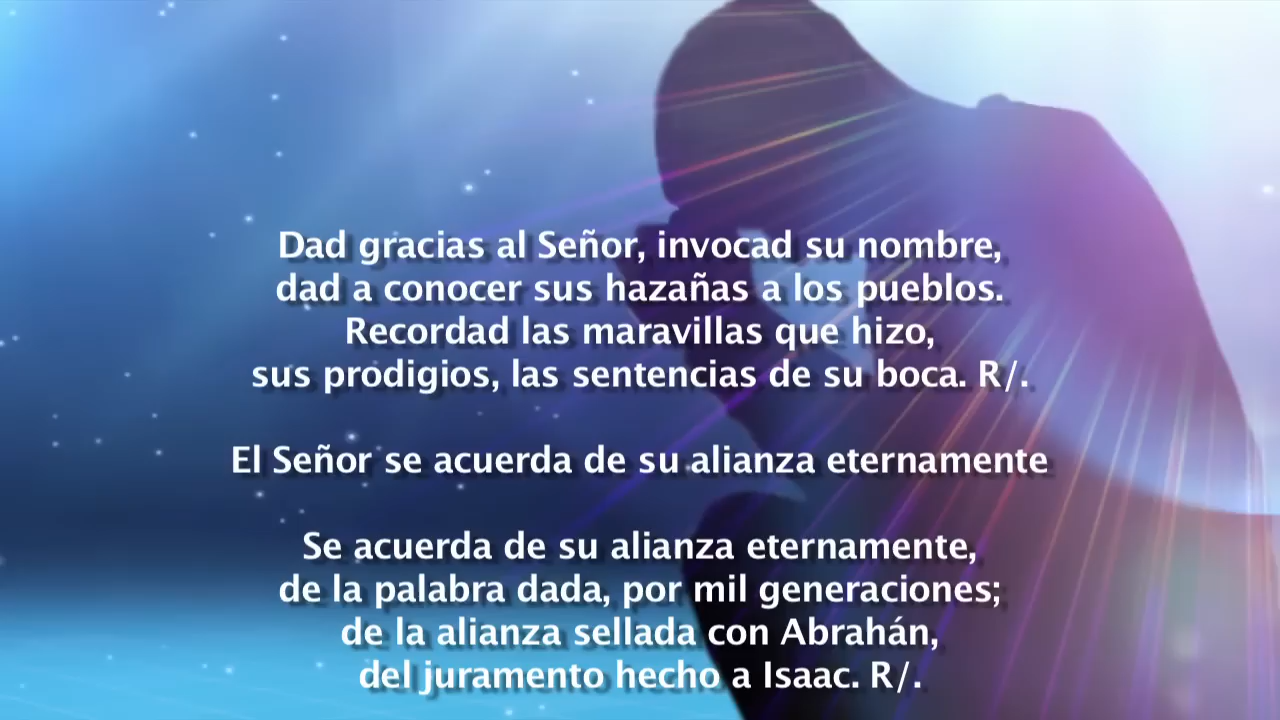 Dad gracias al Señor, invocad su nombre,
dad a conocer sus hazañas a los pueblos.
Recordad las maravillas que hizo,
sus prodigios, las sentencias de su boca. R/.
El Señor se acuerda de su alianza eternamente
Se acuerda de su alianza eternamente,
de la palabra dada, por mil generaciones;
de la alianza sellada con Abrahán,
del juramento hecho a Isaac. R/.